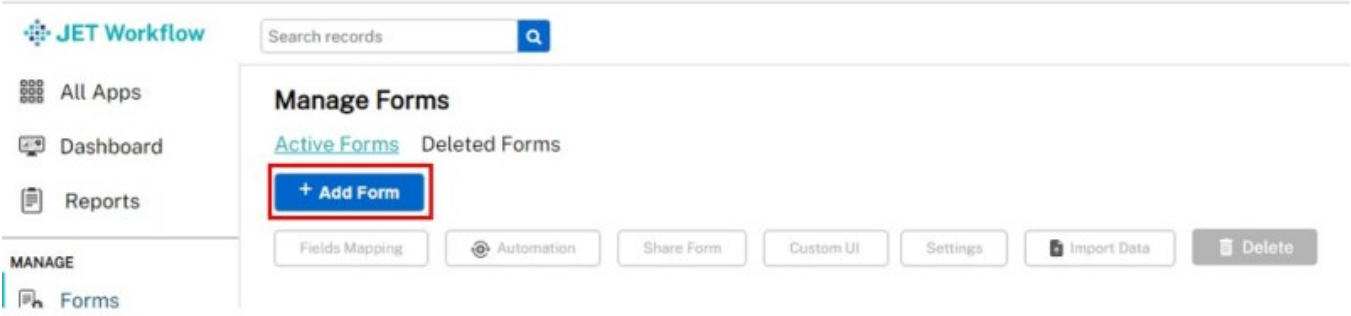 JET Workflow
Search records
All Apps
Dashboard
Reports
MANAGE
Forms
Manage Forms
Active Forms Deleted Forms
+ Add Form
Fields Mapping Automation Share Form Custom UI Settings Import Data Delete